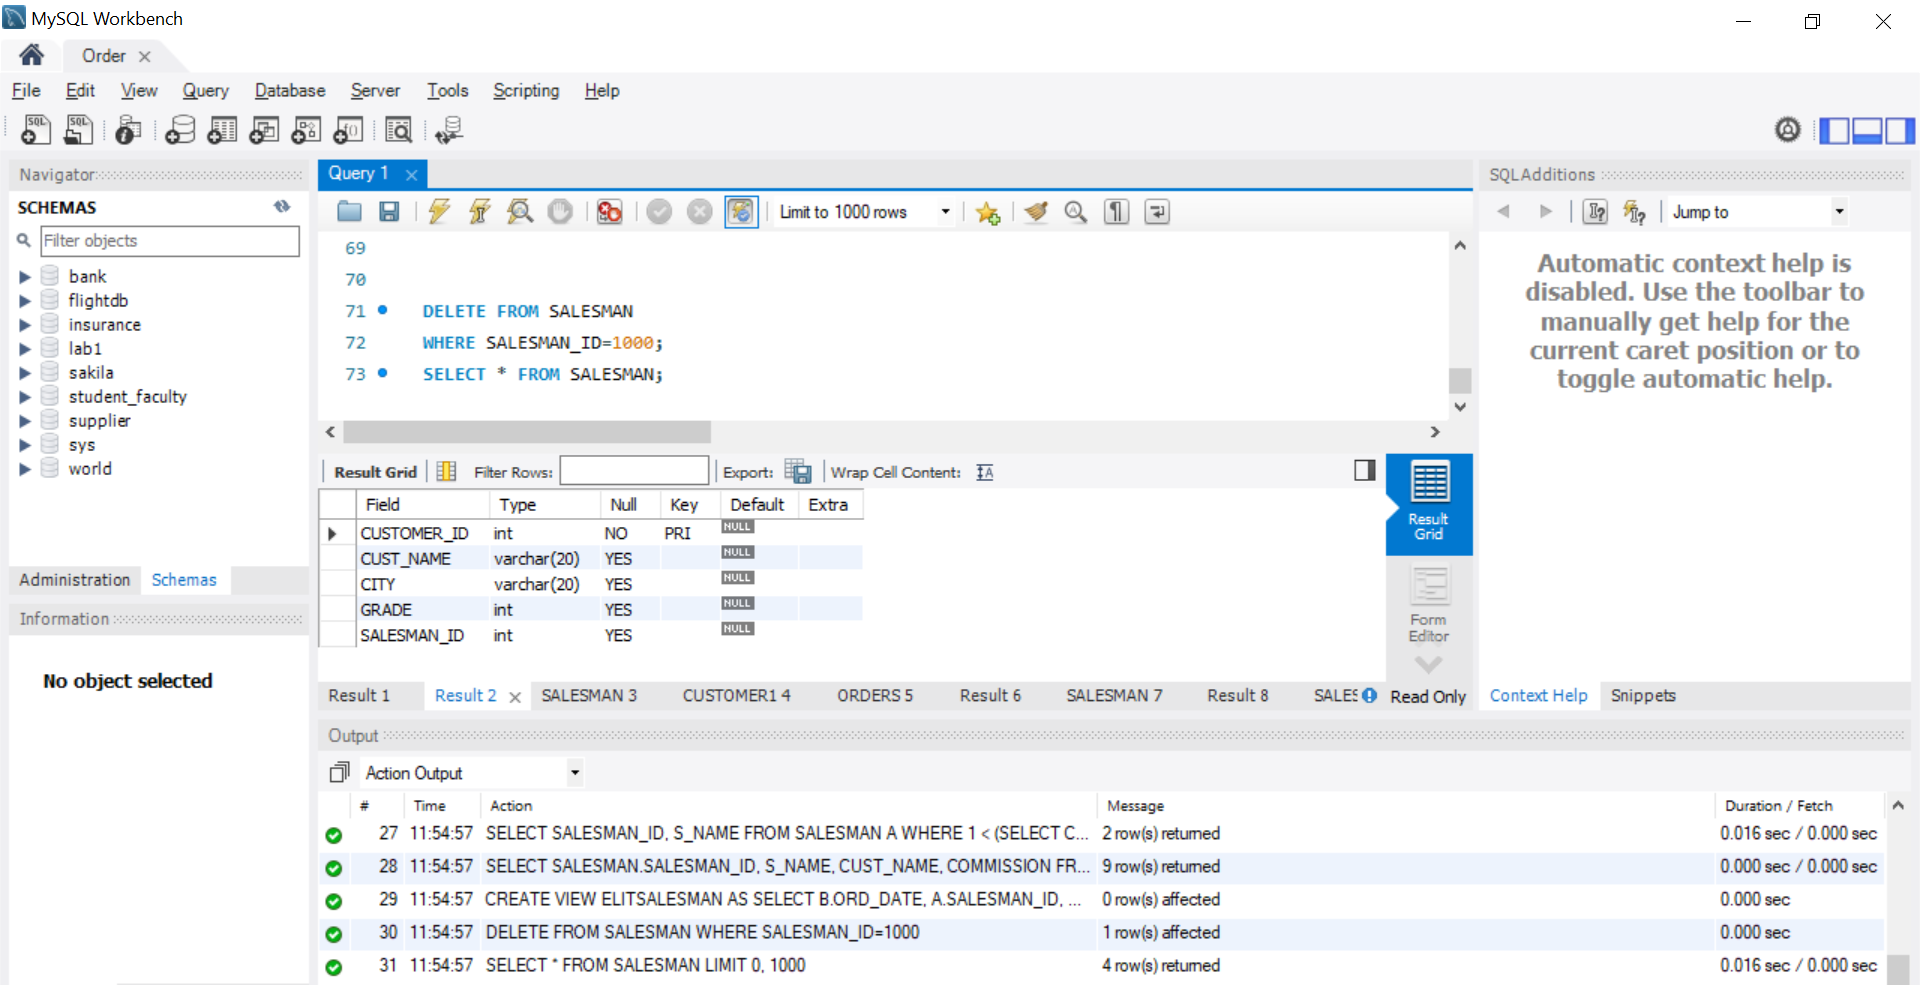 MySQL Workbench
Order
File Edit View Query Database Server Tools Scripting Help
SQL SQL
Navigator
SCHEMAS
Filter objects
bank
flightdb
insurance
lab1
sakila
student_faculty
supplier
sys
world
Administration Schemas
Information
No object selected
Query 1
Limit to 1000 rows
69
70
71 DELETE FROM SALESMAN
72 WHERE SALESMAN_ID=1000;
73 SELECT * FROM SALESMAN;
Result Grid Filter Rows: Export: Wrap Cell Content:
Field Type Null Key Default Extra
CUSTOMER_ID int NO PRI NULL
CUST_NAME varchar(20) YES NULL
CITY varchar(20) YES NULL
GRADE int YES NULL
SALESMAN_ID int YES NULL
Result
Grid
Form
Editor
Result 1 Result 2 SALESMAN 3 CUSTOMER1 4 ORDERS 5 Result 6 SALESMAN 7 Result 8 SALES Read Only
SQLAdditions
Jump to
Automatic context help is
disabled. Use the toolbar to
manually get help for the
current caret position or to
toggle automatic help.
Context Help Snippets
Output
Action Output
# Time Action Message Duration / Fetch
27 11:54:57 SELECT SALESMAN_ID, S_NAME FROM SALESMAN A WHERE 1 < (SELECT C... 2 row(s) returned 0.016 sec / 0.000 sec
28 11:54:57 SELECT SALESMAN.SALESMAN_ID, S_NAME, CUST_NAME, COMMISSION FR... 9 row(s) returned 0.000 sec / 0.000 sec
29 11:54:57 CREATE VIEW ELITSALESMAN AS SELECT B.ORD_DATE, A.SALESMAN_ID, ... 0 row(s) affected 0.000 sec
30 11:54:57 DELETE FROM SALESMAN WHERE SALESMAN_ID=1000 1 row(s) affected 0.000 sec
31 11:54:57 SELECT * FROM SALESMAN LIMIT 0, 1000 4 row(s) returned 0.016 sec / 0.000 sec